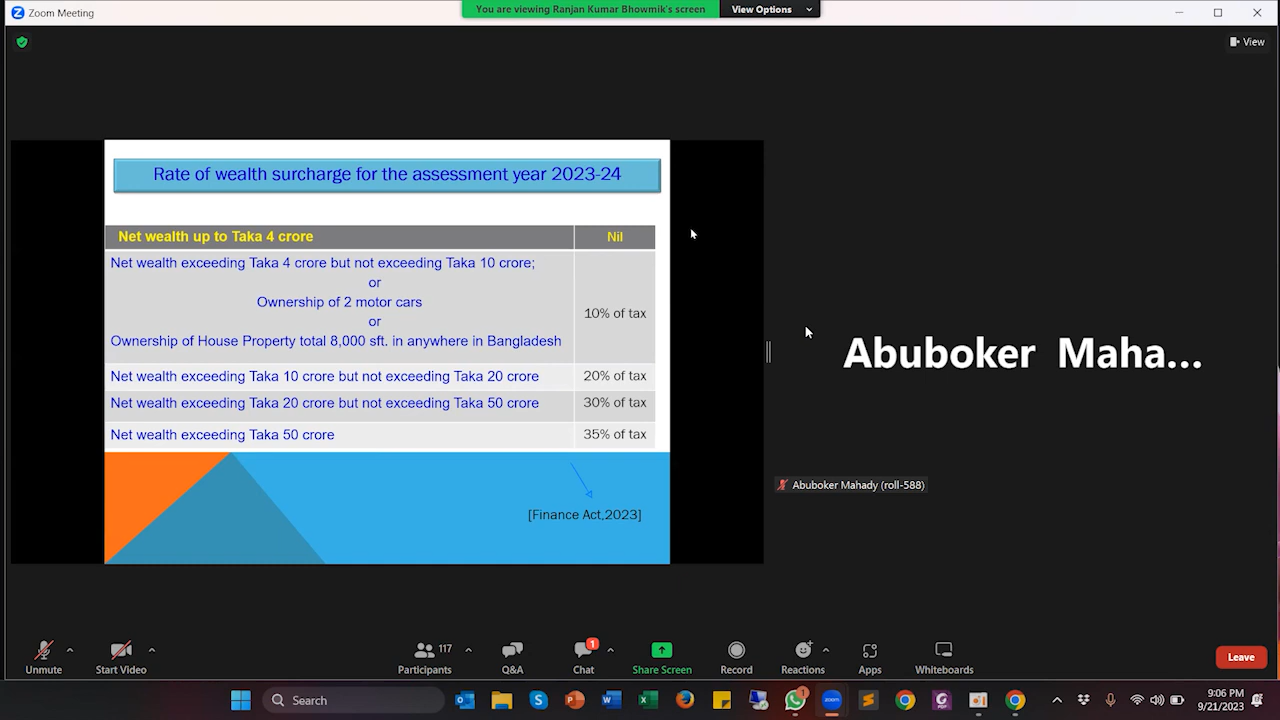 Zoom Meeting
You are viewing Ranjan Kumar Bhowmik's screen
View Options
View
Rate of wealth surcharge for the assessment year 2023-24
Net wealth up to Taka 4 crore
Nil
Net wealth exceeding Taka 4 crore but not exceeding Taka 10 crore;
or
Ownership of 2 motor cars
or
Ownership of House Property total 8,000 sft. in anywhere in Bangladesh
10% of tax
Net wealth exceeding Taka 10 crore but not exceeding Taka 20 crore
20% of tax
Net wealth exceeding Taka 20 crore but not exceeding Taka 50 crore
30% of tax
Net wealth exceeding Taka 50 crore
35% of tax
[Finance Act,2023]
Abuboker Maha...
Abuboker Mahady (roll-588)
Unmute
Start Video
Participants
117
Q&A
Chat
1
Share Screen
Record
Reactions
Apps
Whiteboards
Leave
Search
1
9:06 PM
9/21/2023